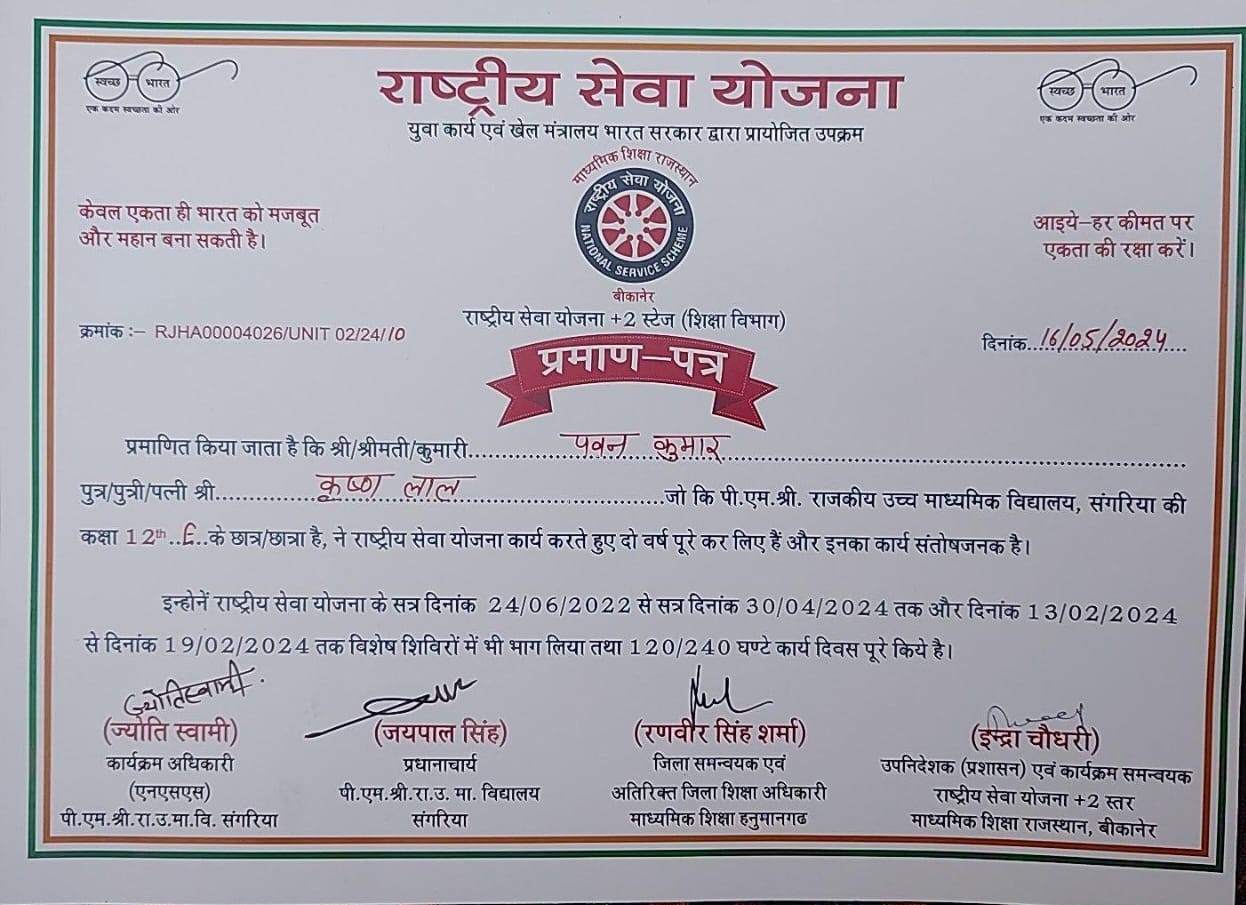 स्वच्छ भारत
एक कदम स्वच्छता की ओर
राष्ट्रीय सेवा योजना
स्वच्छ भारत
एक कदम स्वच्छता की ओर
युवा कार्य एवं खेल मंत्रालय भारत सरकार द्वारा प्रायोजित उपक्रम
माध्यमिक शिक्षा राजस्थान
राष्ट्रीय सेवा योजना
NATIONAL SERVICE SCHEME
बीकानेर
केवल एकता ही भारत को मजबूत
और महान बना सकती है।
आइये-हर कीमत पर
एकता की रक्षा करें।
राष्ट्रीय सेवा योजना +2 स्टेज (शिक्षा विभाग)
क्रमांक :- RJHA00004026/UNIT 02/24/10
दिनांक..16/05/2024....
प्रमाण-पत्र
प्रमाणित किया जाता है कि श्री/श्रीमती/कुमारी............पवन कुमार............
पुत्र/पुत्री/पत्नी श्री............कृष्ण लाल............जो कि पी.एम.श्री. राजकीय उच्च माध्यमिक विद्यालय, संगरिया की
कक्षा 12th..E..के छात्र/छात्रा है, ने राष्ट्रीय सेवा योजना कार्य करते हुए दो वर्ष पूरे कर लिए हैं और इनका कार्य संतोषजनक है।
इन्होनें राष्ट्रीय सेवा योजना के सत्र दिनांक 24/06/2022 से सत्र दिनांक 30/04/2024 तक और दिनांक 13/02/2024
से दिनांक 19/02/2024 तक विशेष शिविरों में भी भाग लिया तथा 120/240 घण्टे कार्य दिवस पूरे किये है।
ज्योतिस्वामी
(ज्योति स्वामी)
कार्यक्रम अधिकारी
(एनएसएस)
पी.एम.श्री.रा.उ.मा.वि. संगरिया
(जयपाल सिंह)
प्रधानाचार्य
पी.एम.श्री.रा.उ. मा. विद्यालय
संगरिया
(रणवीर सिंह शर्मा)
जिला समन्वयक एवं
अतिरिक्त जिला शिक्षा अधिकारी
माध्यमिक शिक्षा हनुमानगढ
(इन्द्रा चौधरी)
उपनिदेशक (प्रशासन) एवं कार्यक्रम समन्वयक
राष्ट्रीय सेवा योजना +2 स्तर
माध्यमिक शिक्षा राजस्थान, बीकानेर